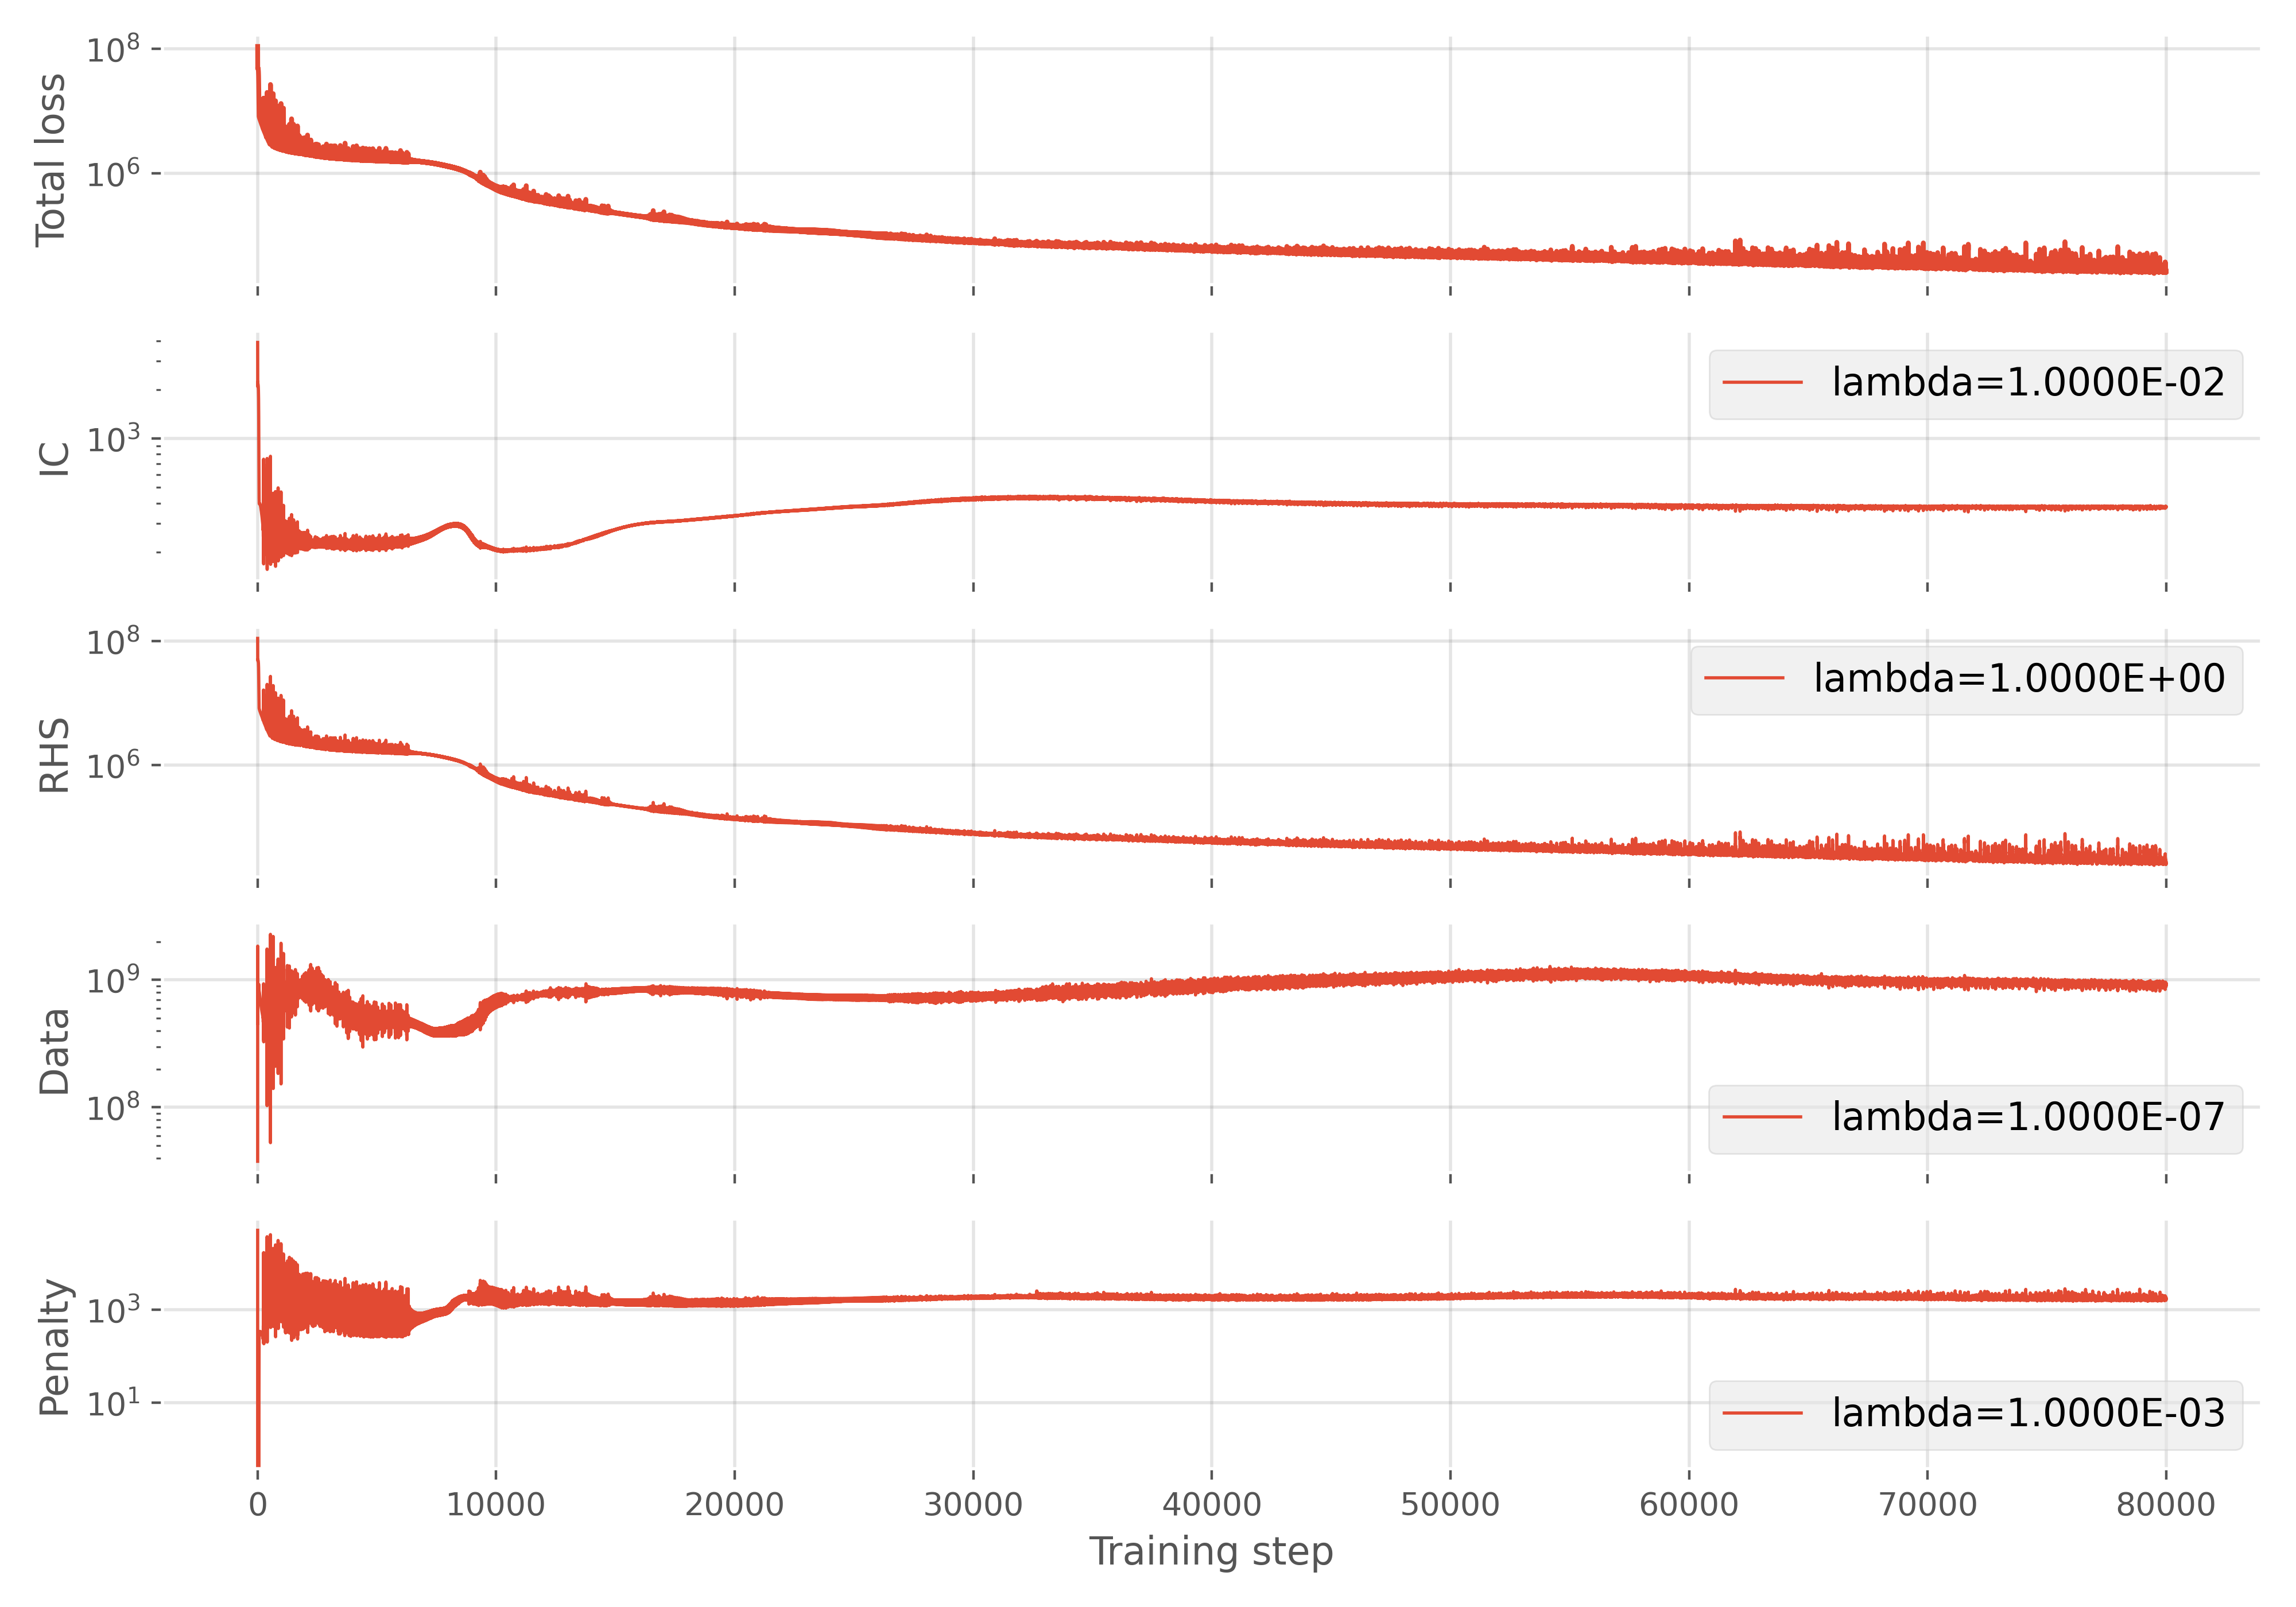 Total loss
10^8
10^6
IC
10^3
lambda=1.0000E-02
RHS
10^8
10^6
lambda=1.0000E+00
Data
10^9
10^8
lambda=1.0000E-07
Penalty
10^3
10^1
lambda=1.0000E-03
0 10000 20000 30000 40000 50000 60000 70000 80000
Training step